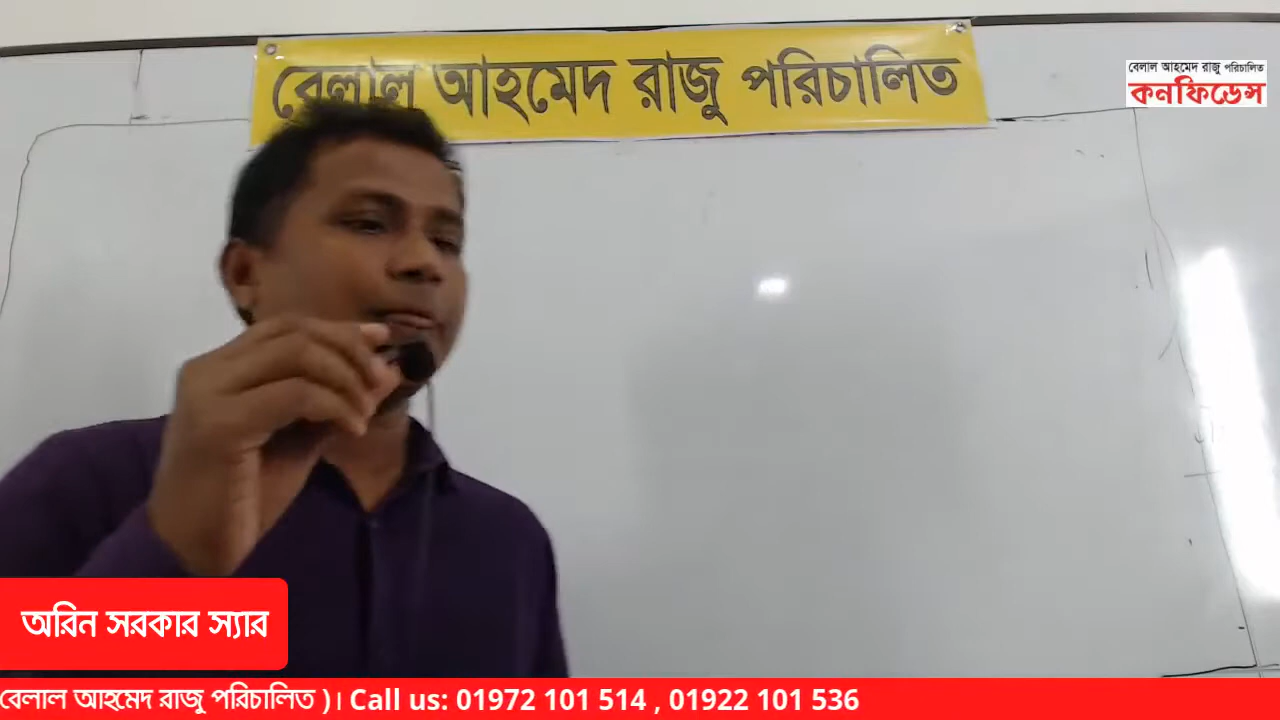 বেলাল আহমেদ রাজু পরিচালিত
বেলাল আহমেদ রাজু পরিচালিত
কনফিডেন্স
অরিন সরকার স্যার
বেলাল আহমেদ রাজু পরিচালিত )। Call us: 01972 101 514 , 01922 101 536